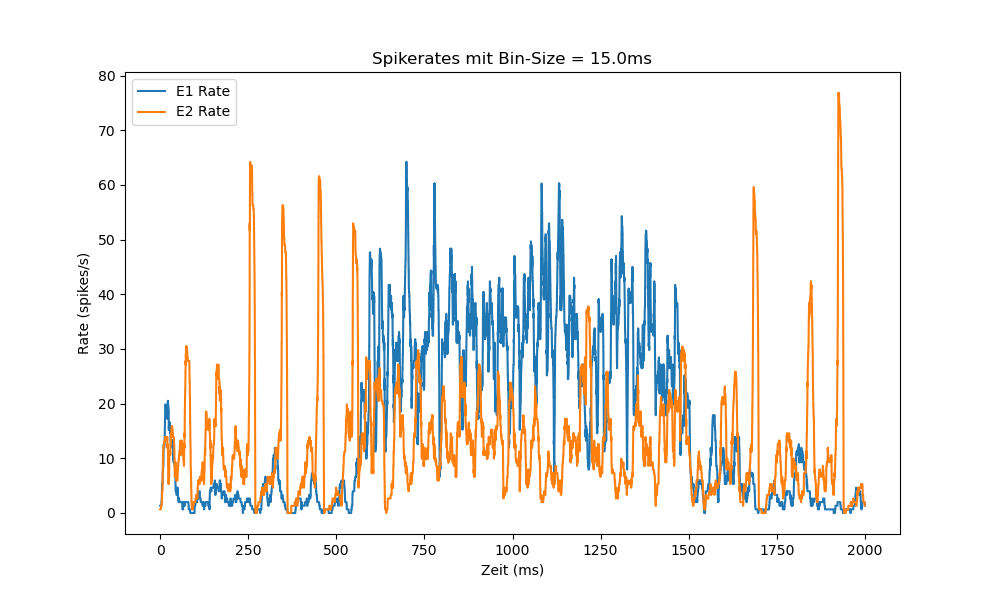 Spikerates mit Bin-Size = 15.0ms
E1 Rate
E2 Rate
80
70
60
50
40
30
20
10
0
Rate (spikes/s)
0 250 500 750 1000 1250 1500 1750 2000
Zeit (ms)